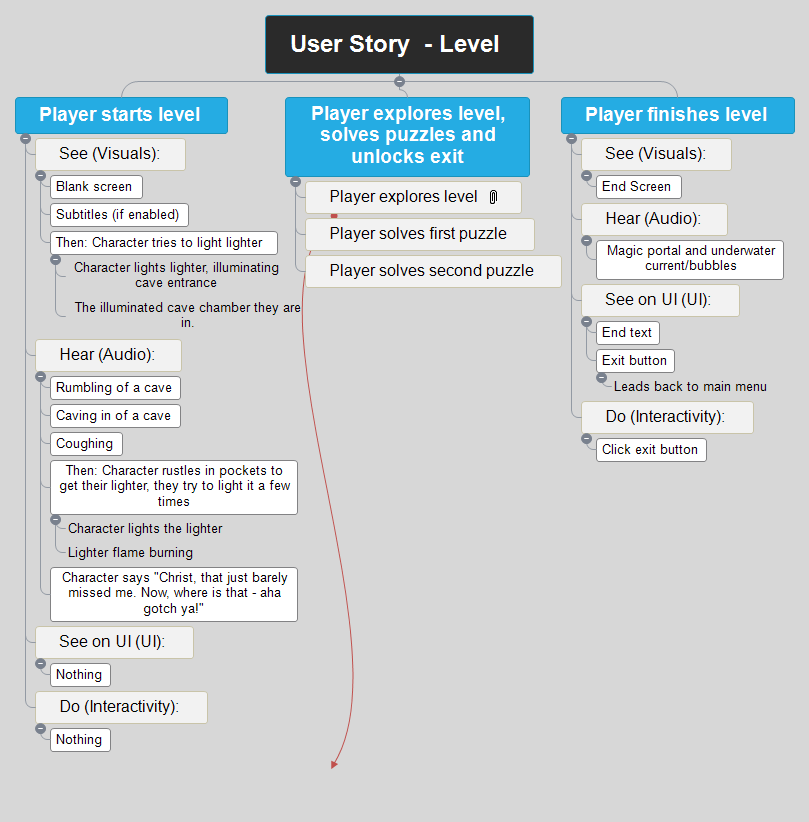 User Story  - Level
Player starts level
See (Visuals):
Blank screen
Subtitles (if enabled)
Then: Character tries to light lighter
Character lights lighter, illuminating
cave entrance
The illuminated cave chamber they are
in.
Hear (Audio):
Rumbling of a cave
Caving in of a cave
Coughing
Then: Character rustles in pockets to
get their lighter, they try to light it a few
times
Character lights the lighter
Lighter flame burning
Character says "Christ, that just barely
missed me. Now, where is that - aha
gotch ya!"
See on UI (UI):
Nothing
Do (Interactivity):
Nothing
Player explores level,
solves puzzles and
unlocks exit
Player explores level
Player solves first puzzle
Player solves second puzzle
Player finishes level
See (Visuals):
End Screen
Hear (Audio):
Magic portal and underwater
current/bubbles
See on UI (UI):
End text
Exit button
Leads back to main menu
Do (Interactivity):
Click exit button